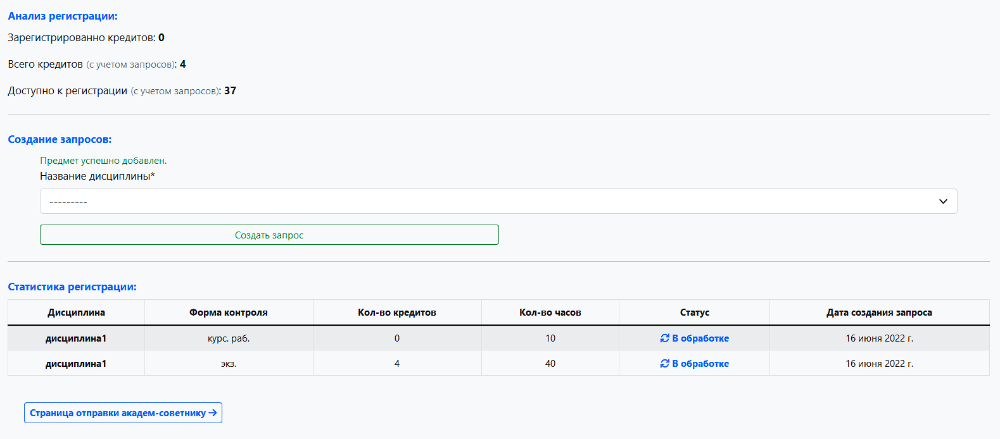 Анализ регистрации:
Зарегистрированно кредитов: 0
Всего кредитов (с учетом запросов): 4
Доступно к регистрации (с учетом запросов): 37
Создание запросов:
Предмет успешно добавлен.
Название дисциплины*
---------
Создать запрос
Статистика регистрации:
Дисциплина Форма контроля Кол-во кредитов Кол-во часов Статус Дата создания запроса
дисциплина1 курс. раб. 0 10 В обработке 16 июня 2022 г.
дисциплина1 экз. 4 40 В обработке 16 июня 2022 г.
Страница отправки академ-советнику →